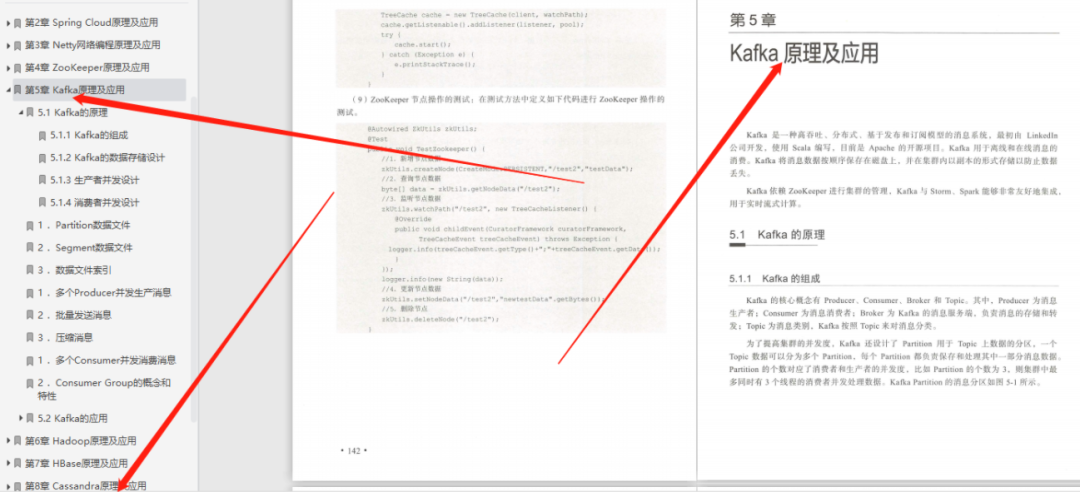 第2章 Spring Cloud原理及应用
第3章 Netty网络编程原理及应用
第4章 ZooKeeper原理及应用
第5章 Kafka原理及应用
5.1 Kafka的原理
5.1.1 Kafka的组成
5.1.2 Kafka的数据存储设计
5.1.3 生产者并发设计
5.1.4 消费者并发设计
1．Partition数据文件
2．Segment数据文件
3．数据文件索引
1．多个Producer并发生产消息
2．批量发送消息
3．压缩消息
1．多个Consumer并发消费消息
2．Consumer Group的概念和
特性
5.2 Kafka的应用
第6章 Hadoop原理及应用
第7章 HBase原理及应用
第8章 Cassandra原理及应用
TreeCache cache = new TreeCache(client, watchPath);
cache.getListenable().addListener(listener, pool);
try {
cache.start();
} catch (Exception e) {
e.printStackTrace();
}
}
（9）ZooKeeper 节点操作的测试：在测试方法中定义如下代码进行 ZooKeeper 操作的
测试。
@Autowired ZkUtils zkUtils;
@Test
public void TestZookeeper() {
//1．新增节点数据
zkUtils.createNode(CreateMode.PERSISTENT,"/test2","testData");
//2．查询节点数据
byte[] data = zkUtils.getNodeData("/test2");
//3．监听节点数据
zkUtils.watchPath("/test2", new TreeCacheListener() {
@Override
public void childEvent(CuratorFramework curatorFramework,
TreeCacheEvent treeCacheEvent) throws Exception {
logger.info(treeCacheEvent.getType()+":"+treeCacheEvent.getData());
}
});
logger.info(new String(data));
//4．更新节点数据
zkUtils.setNodeData("/test2","newtestData".getBytes());
//5．删除节点
zkUtils.deleteNode("/test2");
}
• 142 •
第 5 章
Kafka 原理及应用
Kafka 是一种高吞吐、分布式、基于发布和订阅模型的消息系统，最初由 LinkedIn
公司开发，使用 Scala 编写，目前是 Apache 的开源项目。Kafka 用于离线和在线消息的
消费。Kafka 将消息数据按顺序保存在磁盘上，并在集群内以副本的形式存储以防止数据
丢失。
Kafka 依赖 ZooKeeper 进行集群的管理，Kafka 与 Storm、Spark 能够非常友好地集成，
用于实时流式计算。
5.1 Kafka 的原理
5.1.1 Kafka 的组成
Kafka 的核心概念有 Producer、Consumer、Broker 和 Topic。其中，Producer 为消息
生产者；Consumer 为消息消费者；Broker 为 Kafka 的消息服务端，负责消息的存储和转
发；Topic 为消息类别，Kafka 按照 Topic 来对消息分类。
为了提高集群的并发度，Kafka 还设计了 Partition 用于 Topic 上数据的分区，一个
Topic 数据可以分为多个 Partition，每个 Partition 都负责保存和处理其中一部分消息数据。
Partition 的个数对应了消费者和生产者的并发度，比如 Partition 的个数为 3，则集群中最
多同时有 3 个线程的消费者并发处理数据。Kafka Partition 的消息分区如图 5-1 所示。